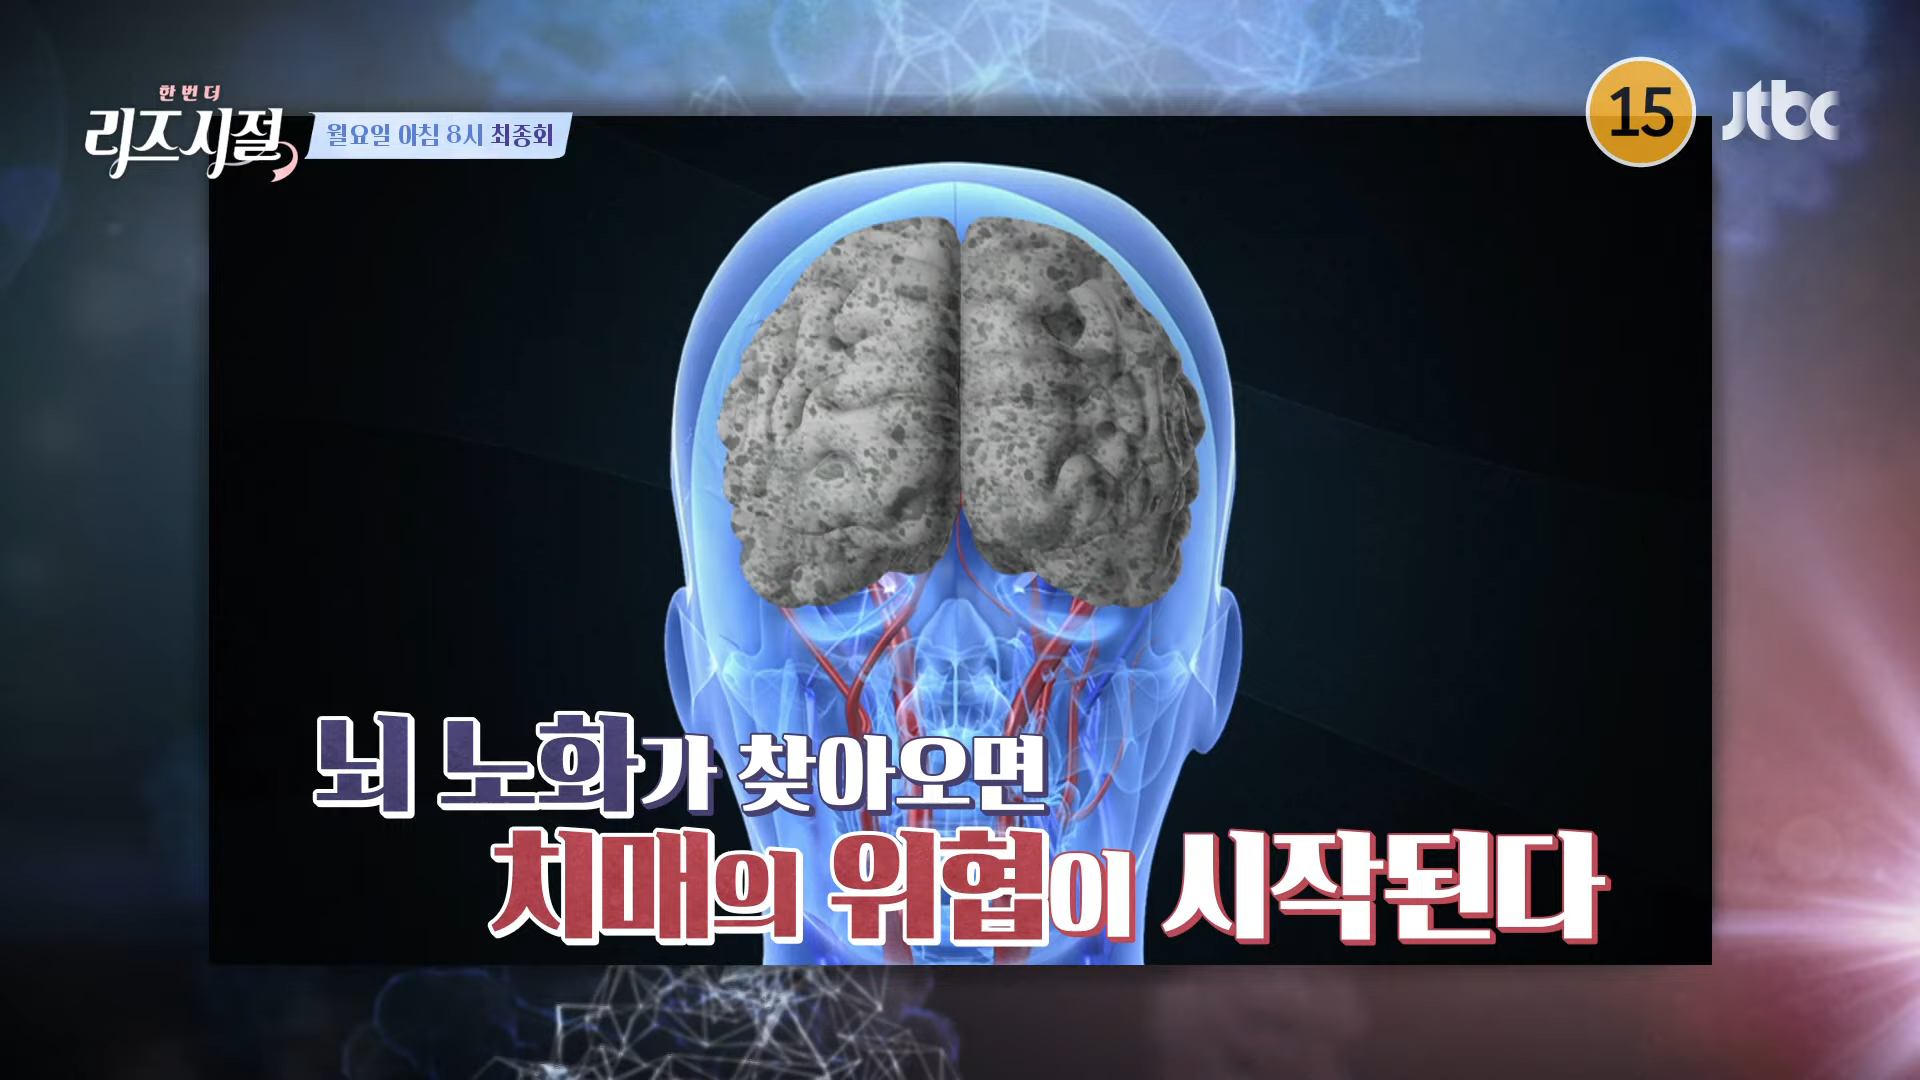 한 번 더
리즈시절
월요일 아침 8시 최종회
15
jtbc
뇌 노화가 찾아오면
치매의 위협이 시작된다